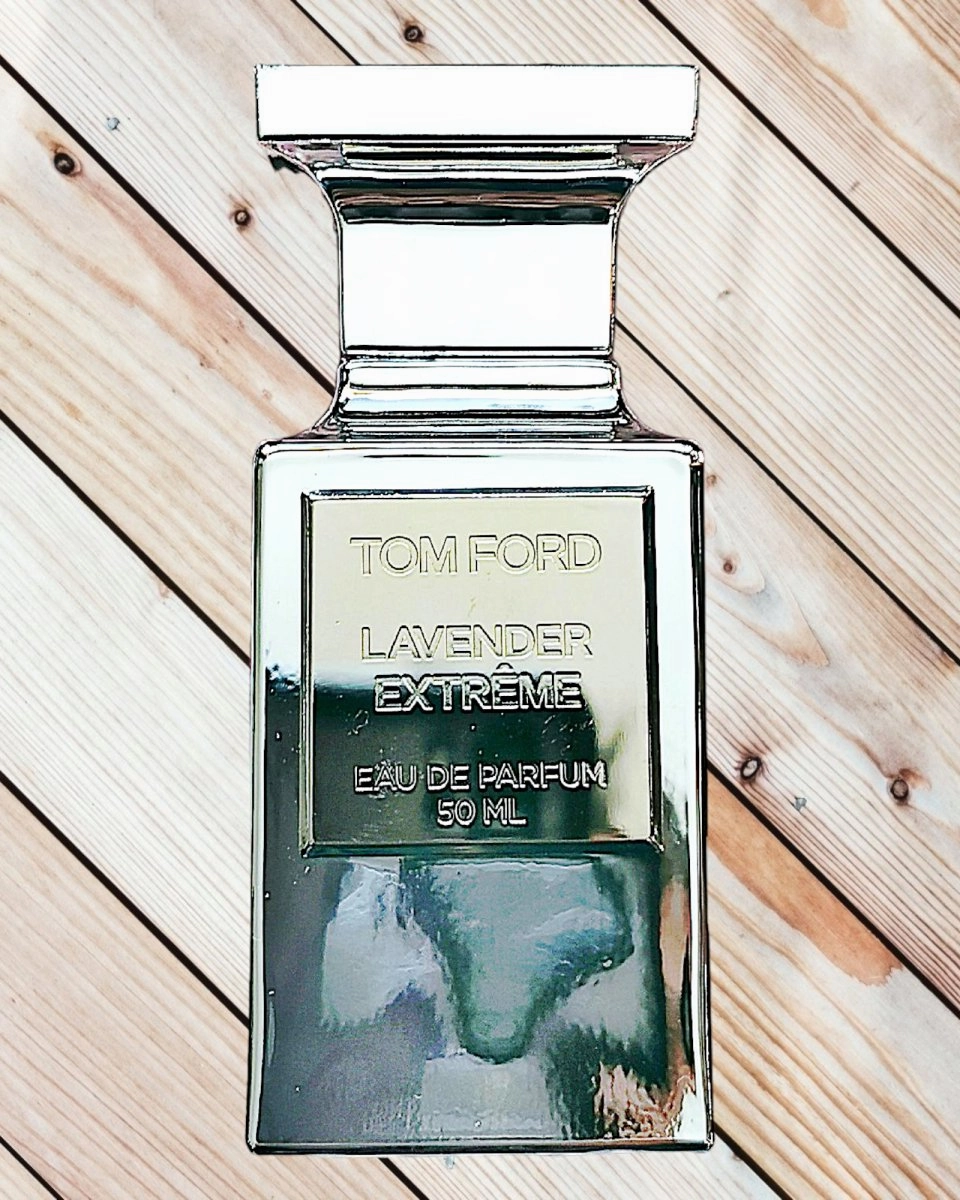 TOM FORD
LAVENDER
EXTRÊME
EAU DE PARFUM
50 ML